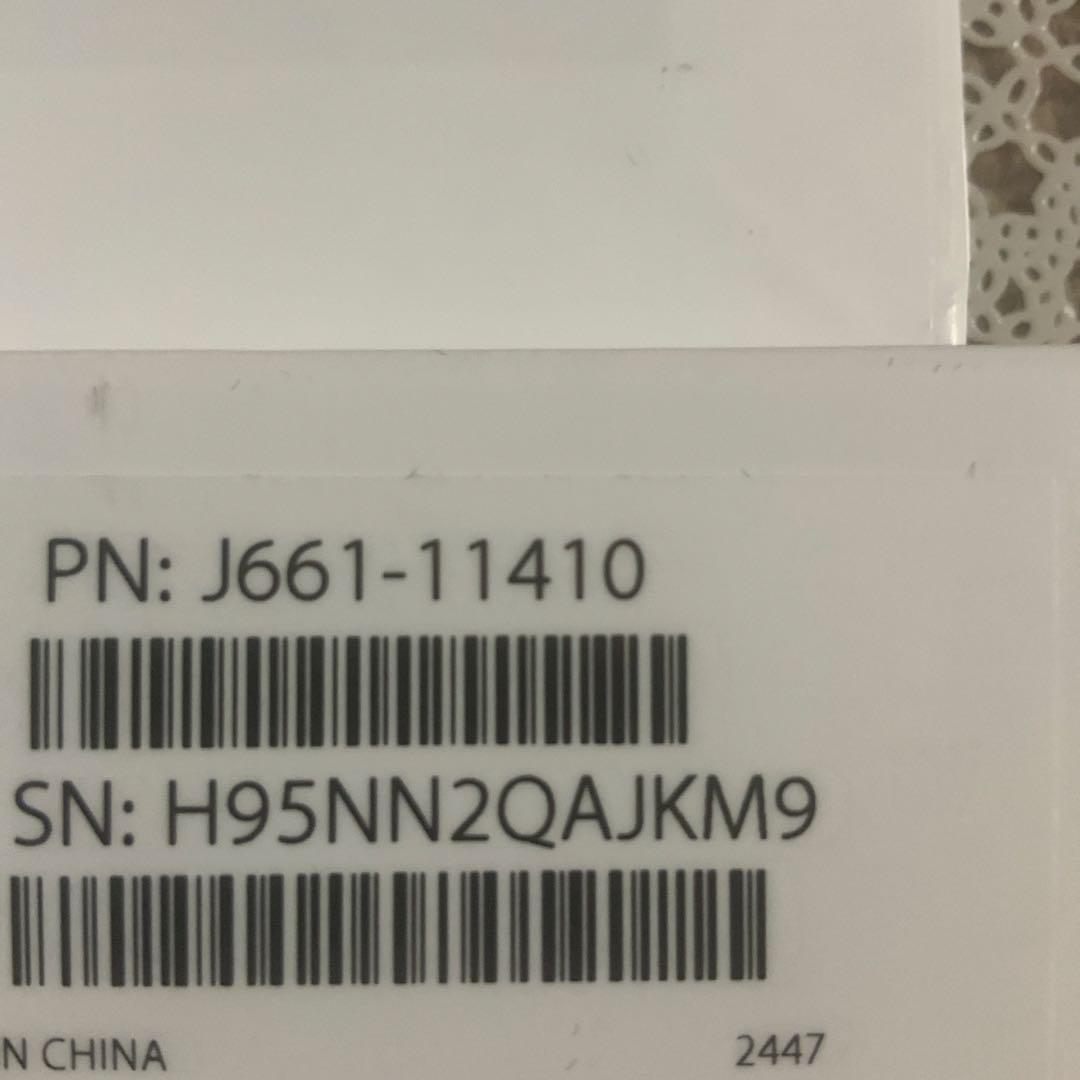 PN: J661-11410
SN: H95NN2QAJKM9
N CHINA
2447